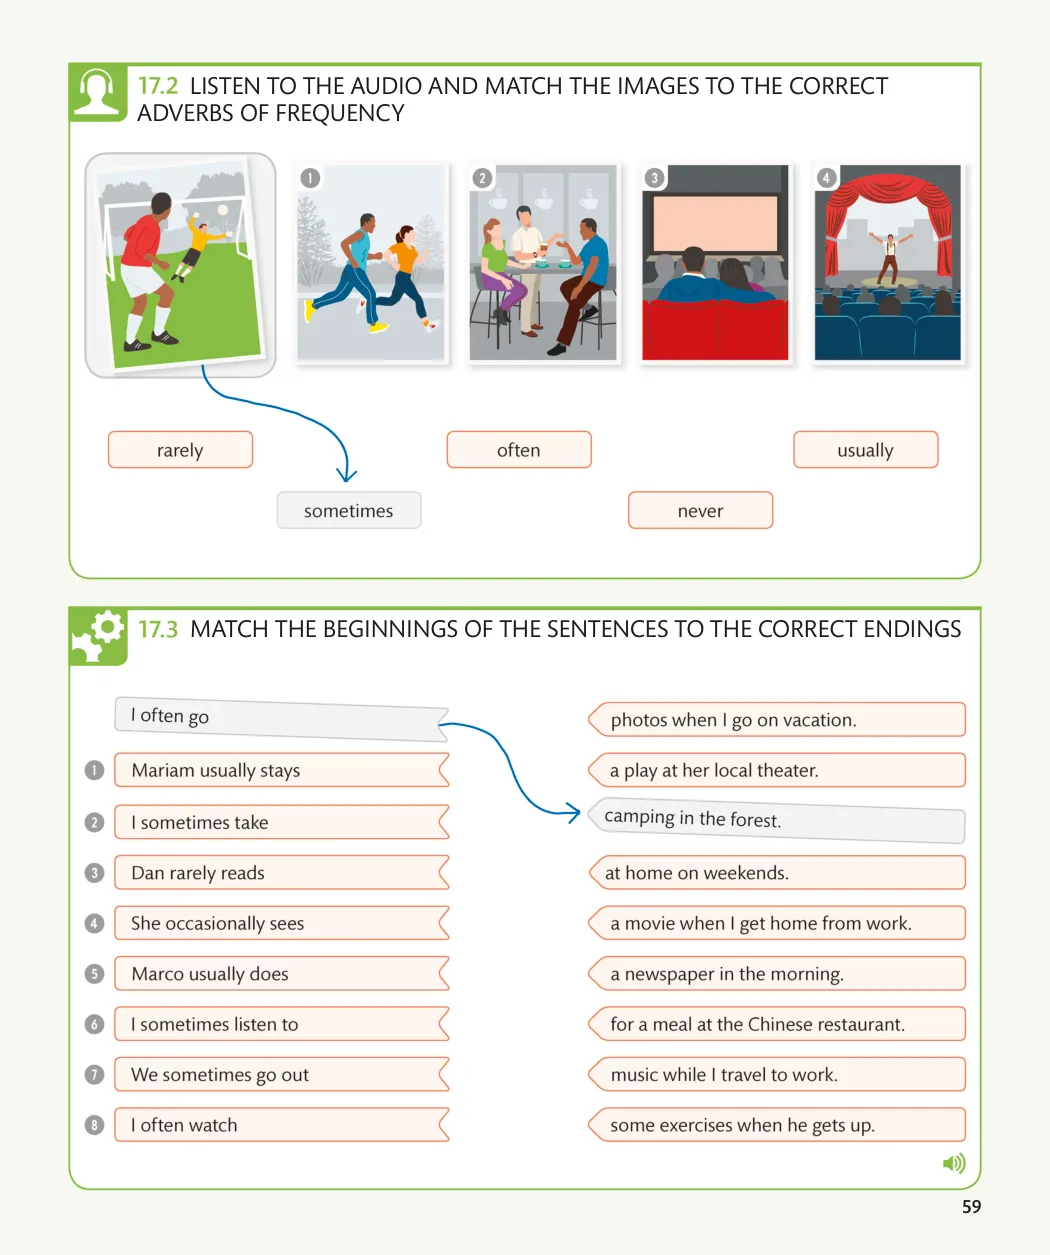 17.2 LISTEN TO THE AUDIO AND MATCH THE IMAGES TO THE CORRECT
ADVERBS OF FREQUENCY
1
2
3
4
rarely
often
usually
sometimes
never
17.3 MATCH THE BEGINNINGS OF THE SENTENCES TO THE CORRECT ENDINGS
I often go
photos when I go on vacation.
1 Mariam usually stays
a play at her local theater.
2 I sometimes take
camping in the forest.
3 Dan rarely reads
at home on weekends.
4 She occasionally sees
a movie when I get home from work.
5 Marco usually does
a newspaper in the morning.
6 I sometimes listen to
for a meal at the Chinese restaurant.
7 We sometimes go out
music while I travel to work.
8 I often watch
some exercises when he gets up.
59